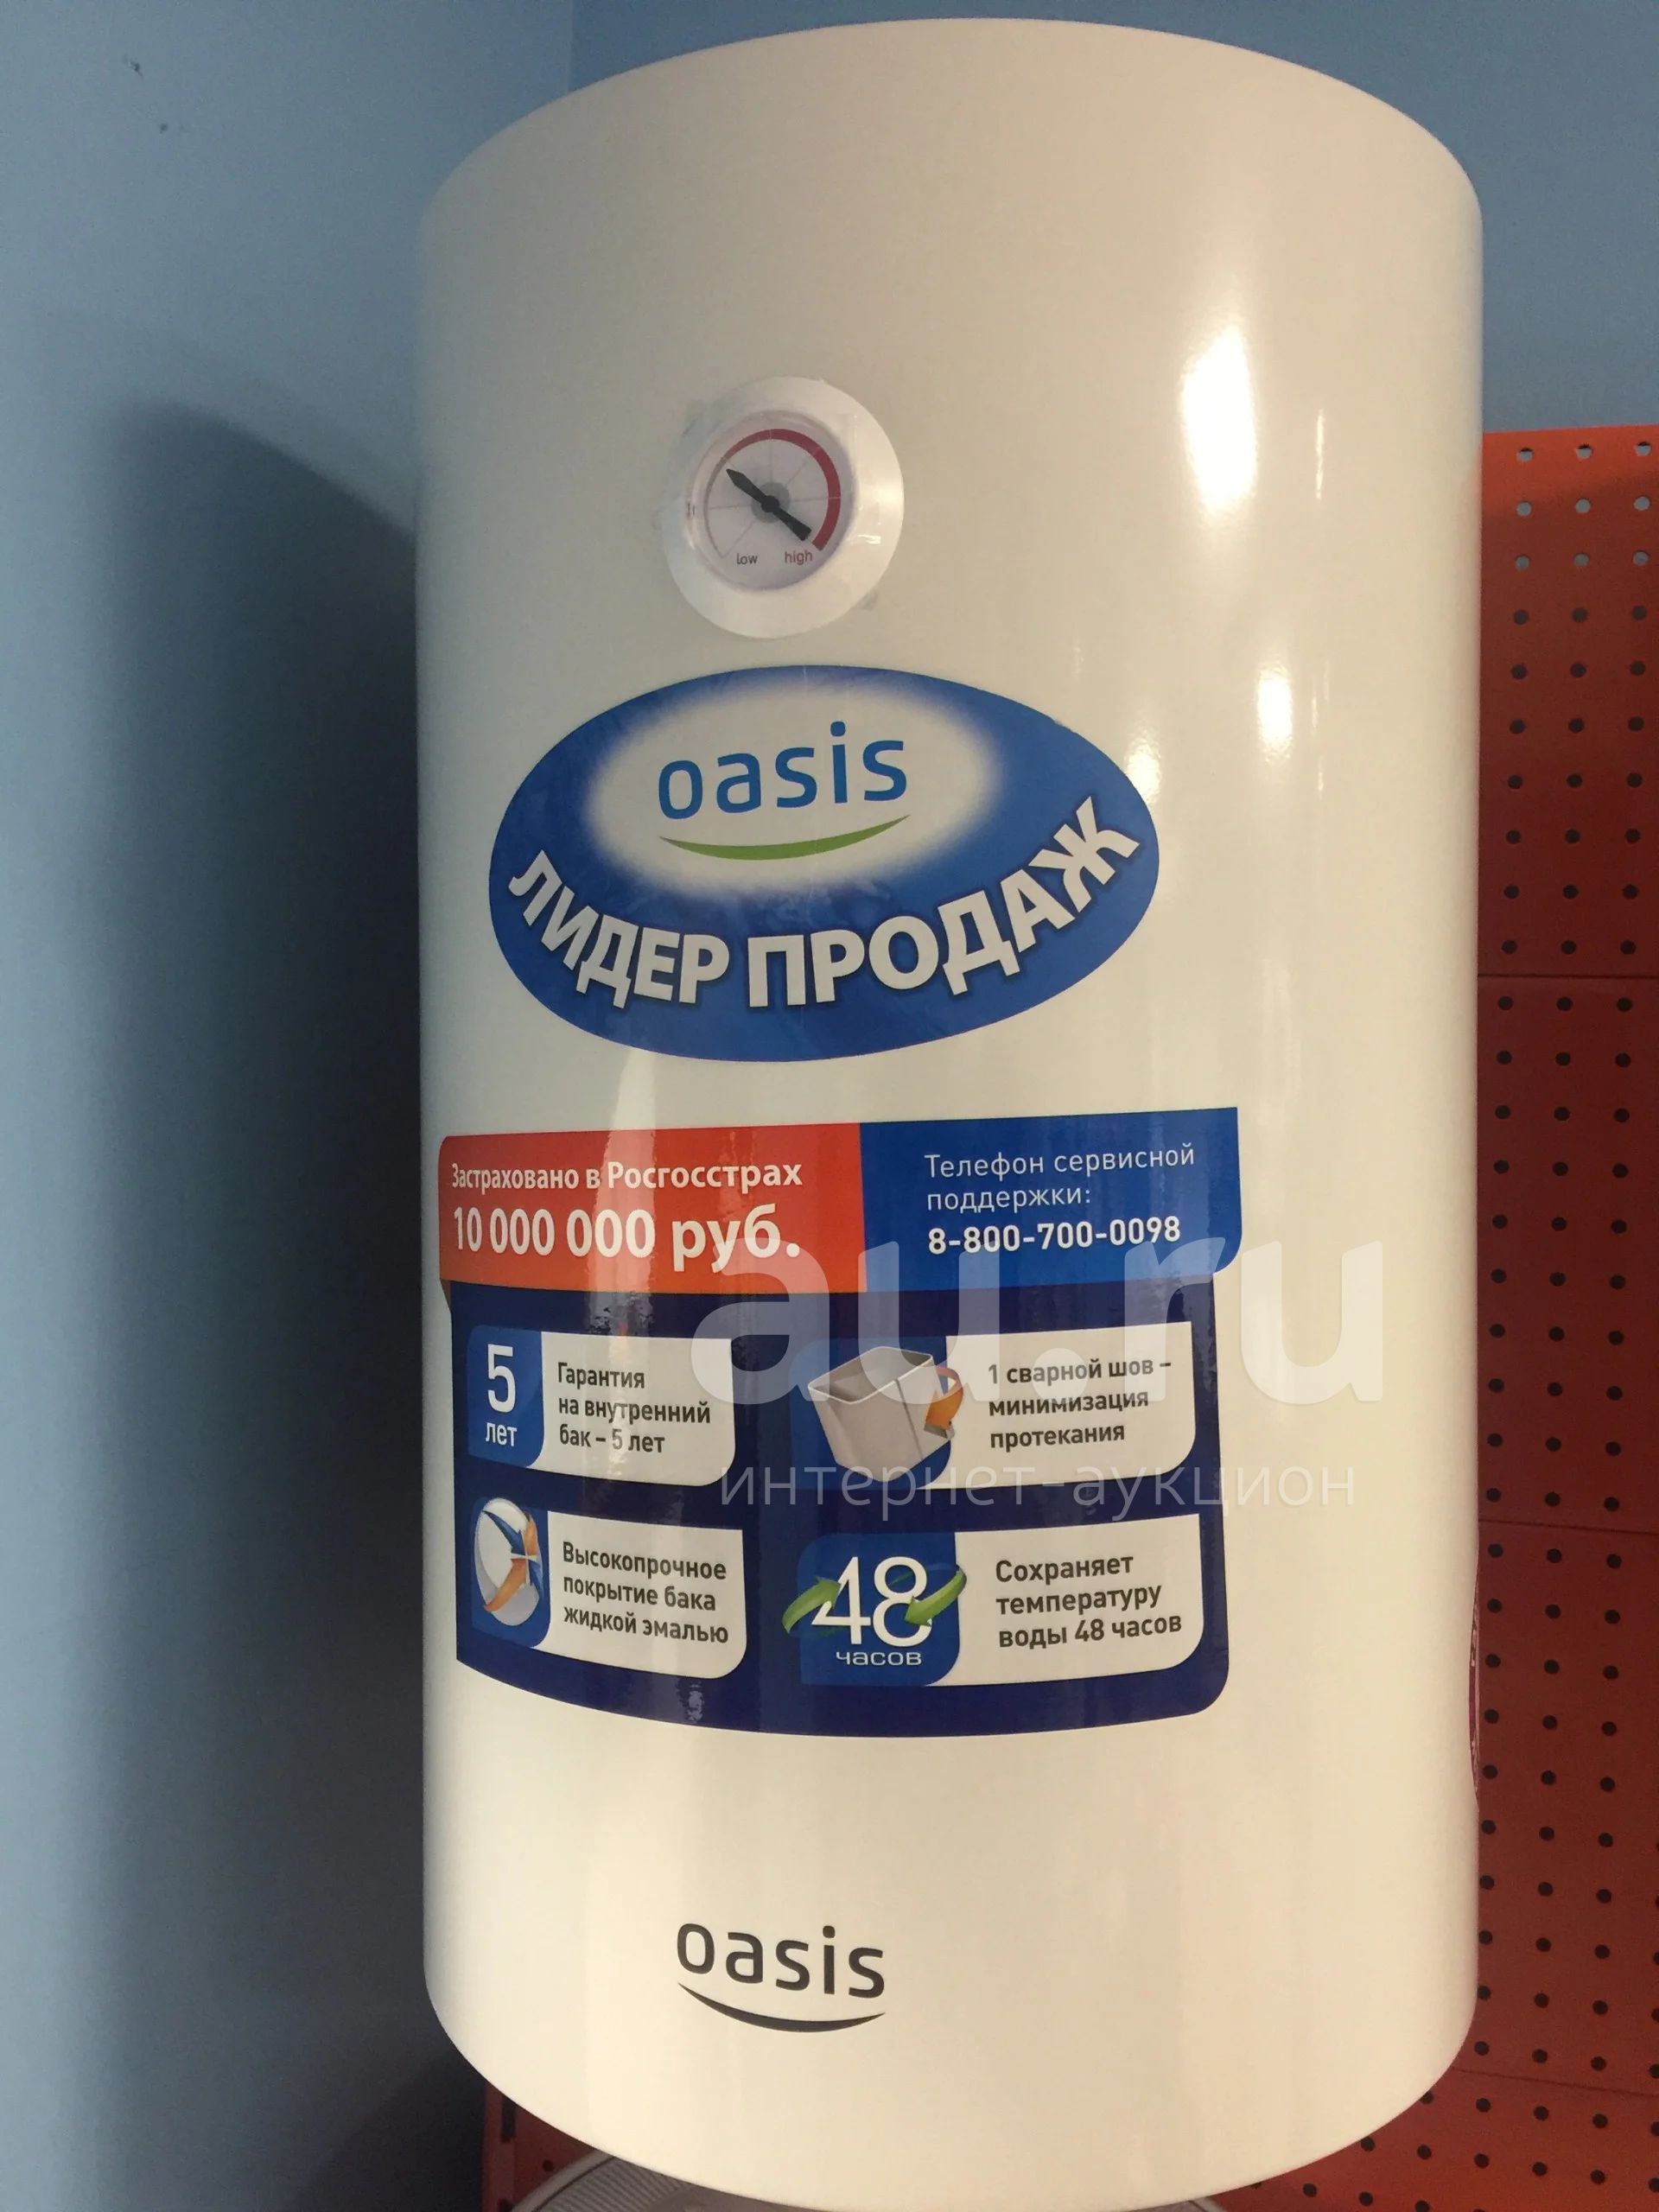 low high
oasis
ЛИДЕР ПРОДАЖ
Застраховано в Росгосстрах
10 000 000 руб.
Телефон сервисной
поддержки:
8-800-700-0098
5
лет
Гарантия
на внутренний
бак – 5 лет
1 сварной шов –
минимизация
протекания
Высокопрочное
покрытие бака
жидкой эмалью
48
часов
Сохраняет
температуру
воды 48 часов
au.ru
интернет-аукцион
oasis